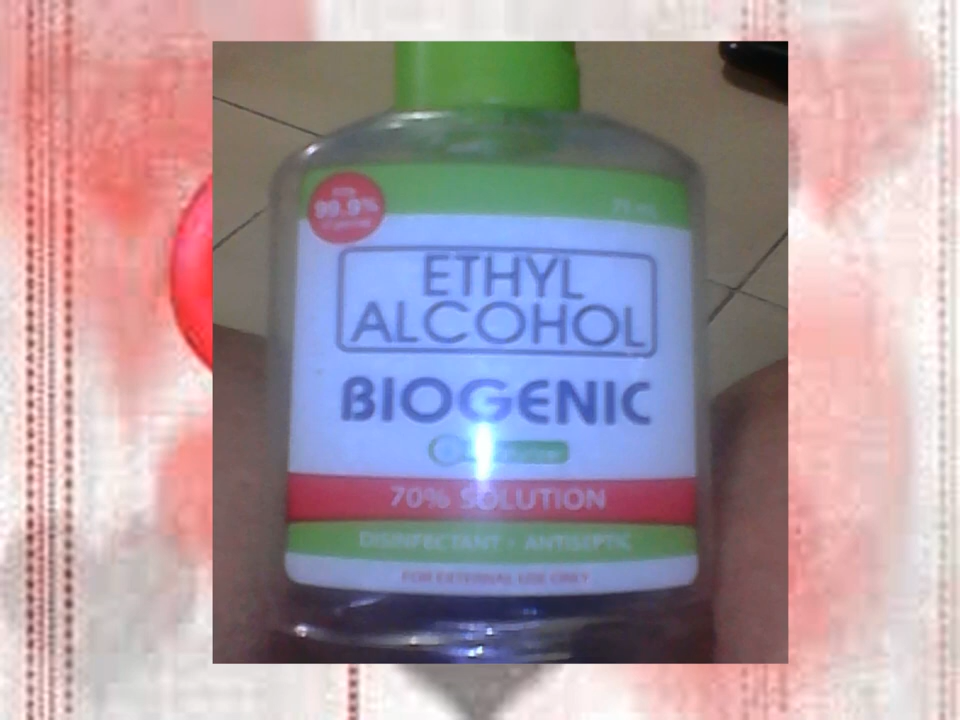 99.9%
ETHYL
ALCOHOL
BIOGENIC
70% SOLUTION
DISINFECTANT • ANTISEPTIC
FOR EXTERNAL USE ONLY